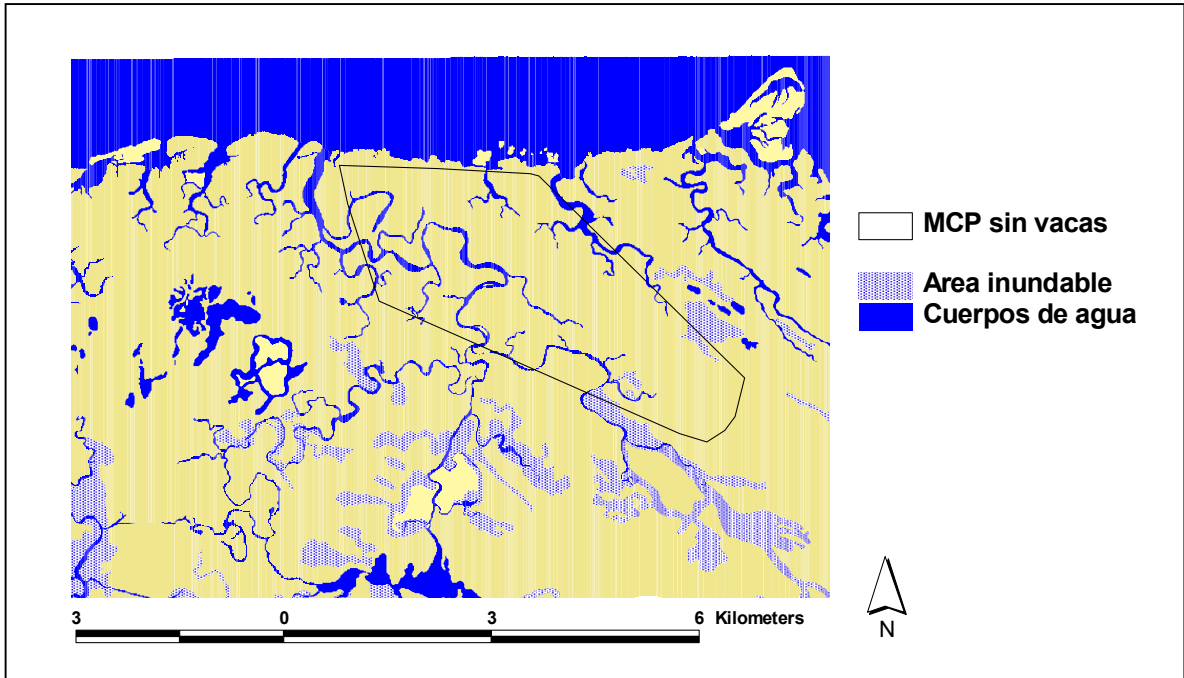 MCP sin vacas
Area inundable
Cuerpos de agua
3 0 3 6 Kilometers
N